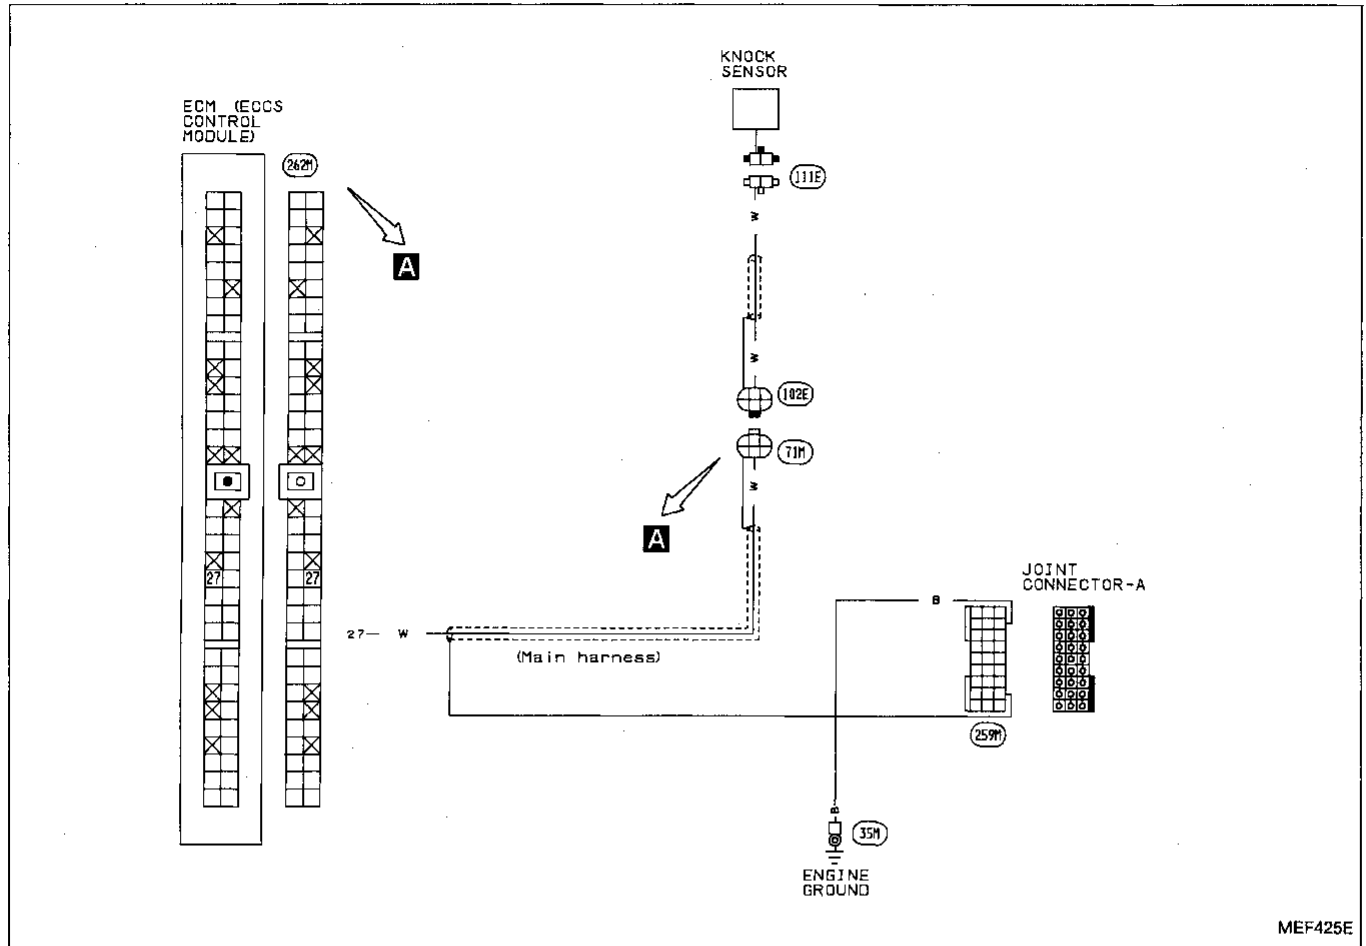 KNOCK
SENSOR
ECM (ECCS
CONTROL
MODULE)
262M
111E
W
A
W
102E
71M
W
A
27
27
JOINT
CONNECTOR-A
B
27— W
(Main harness)
259M
B
35M
ENGINE
GROUND
MEF425E